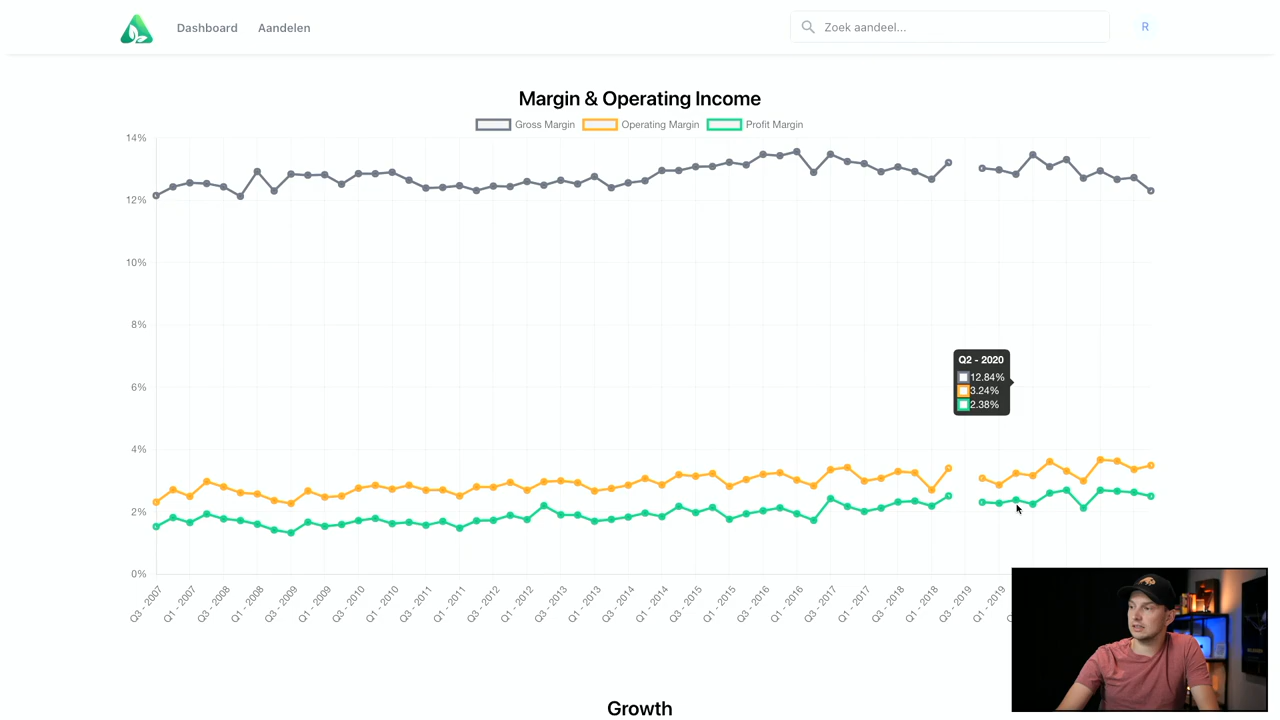 Dashboard Aandelen Zoek aandeel... R
Margin & Operating Income
Gross Margin Operating Margin Profit Margin
14%
12%
10%
8%
6%
4%
2%
0%
Q2 - 2020
12.84%
3.24%
2.38%
Q3 - 2007 Q1 - 2007 Q3 - 2008 Q1 - 2008 Q3 - 2009 Q1 - 2009 Q3 - 2010 Q1 - 2010 Q3 - 2011 Q1 - 2011 Q3 - 2012 Q1 - 2012 Q3 - 2013 Q1 - 2013 Q3 - 2014 Q1 - 2014 Q3 - 2015 Q1 - 2015 Q3 - 2016 Q1 - 2016 Q3 - 2017 Q1 - 2017 Q3 - 2018 Q1 - 2018 Q3 - 2019 Q1 - 2019
Growth